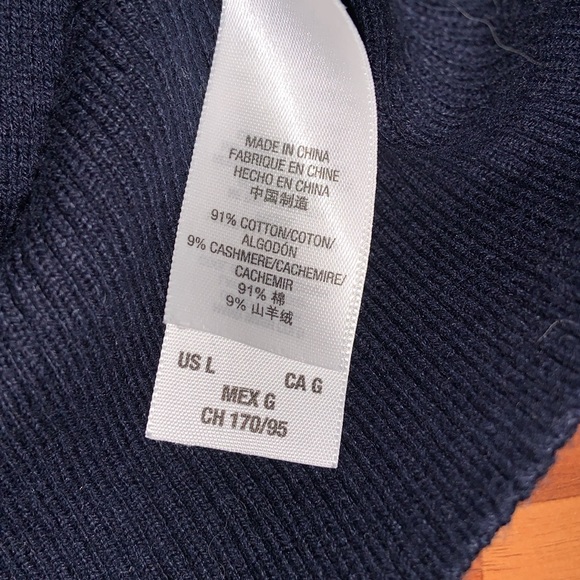 MADE IN CHINA
FABRIQUE EN CHINE
HECHO EN CHINA
中国制造
91% COTTON/COTON/
ALGODÓN
9% CASHMERE/CACHEMIRE/
CACHEMIR
91% 棉
9% 山羊绒
US L CA G
MEX G
CH 170/95